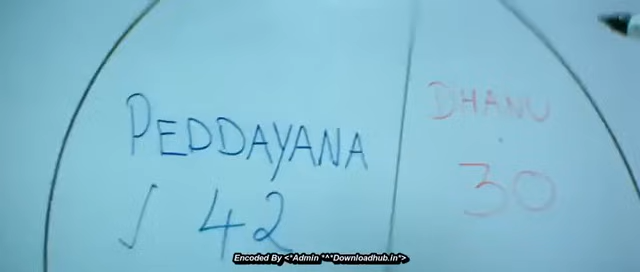 PEDDAYANA
42
DHANU
30
Encoded By <*Admin *^*Downloadhub.in*>